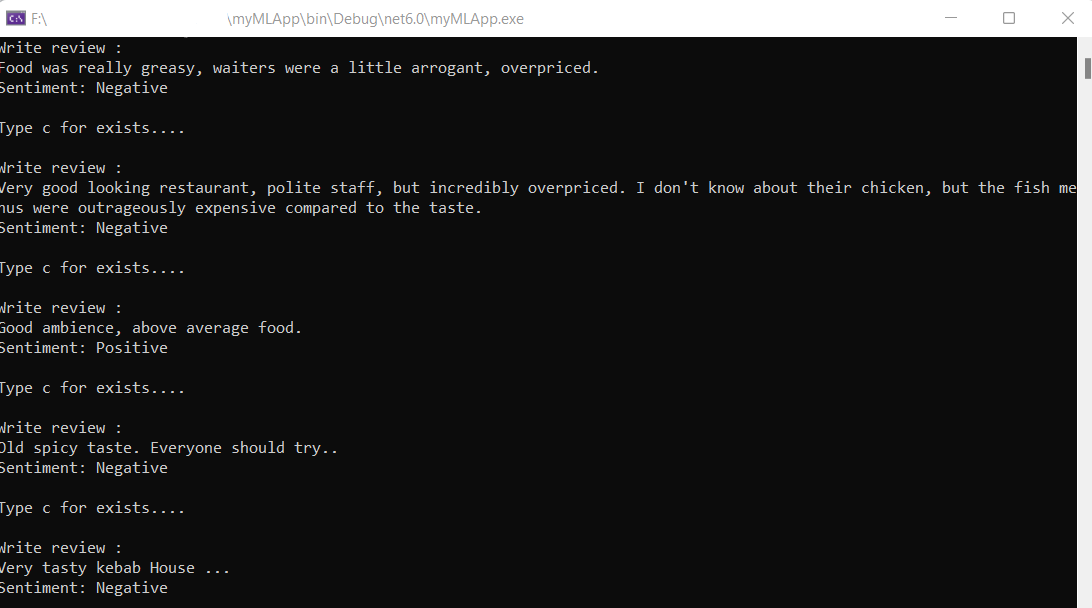 F:\ \myMLApp\bin\Debug\net6.0\myMLApp.exe
Write review :
Food was really greasy, waiters were a little arrogant, overpriced.
Sentiment: Negative
Type c for exists....
Write review :
Very good looking restaurant, polite staff, but incredibly overpriced. I don't know about their chicken, but the fish me
nus were outrageously expensive compared to the taste.
Sentiment: Negative
Type c for exists....
Write review :
Good ambience, above average food.
Sentiment: Positive
Type c for exists....
Write review :
Old spicy taste. Everyone should try..
Sentiment: Negative
Type c for exists....
Write review :
Very tasty kebab House ...
Sentiment: Negative